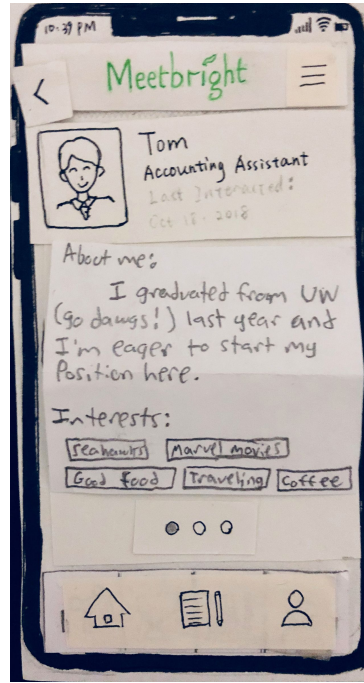 10:39 PM
Meetbright
Tom
Accounting Assistant
Last Interacted:
Oct 18, 2018
About me:
I graduated from UW
(go dawgs!) last year and
I'm eager to start my
Position here.
Interests:
Seahawks Marvel movies
Good food Traveling Coffee